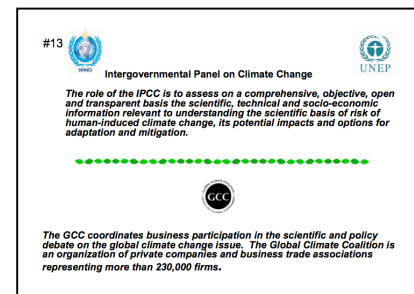 #13
WMO
UNEP
Intergovernmental Panel on Climate Change
The role of the IPCC is to assess on a comprehensive, objective, open
and transparent basis the scientific, technical and socio-economic
information relevant to understanding the scientific basis of risk of
human-induced climate change, its potential impacts and options for
adaptation and mitigation.
GCC
The GCC coordinates business participation in the scientific and policy
debate on the global climate change issue. The Global Climate Coalition is
an organization of private companies and business trade associations
representing more than 230,000 firms.